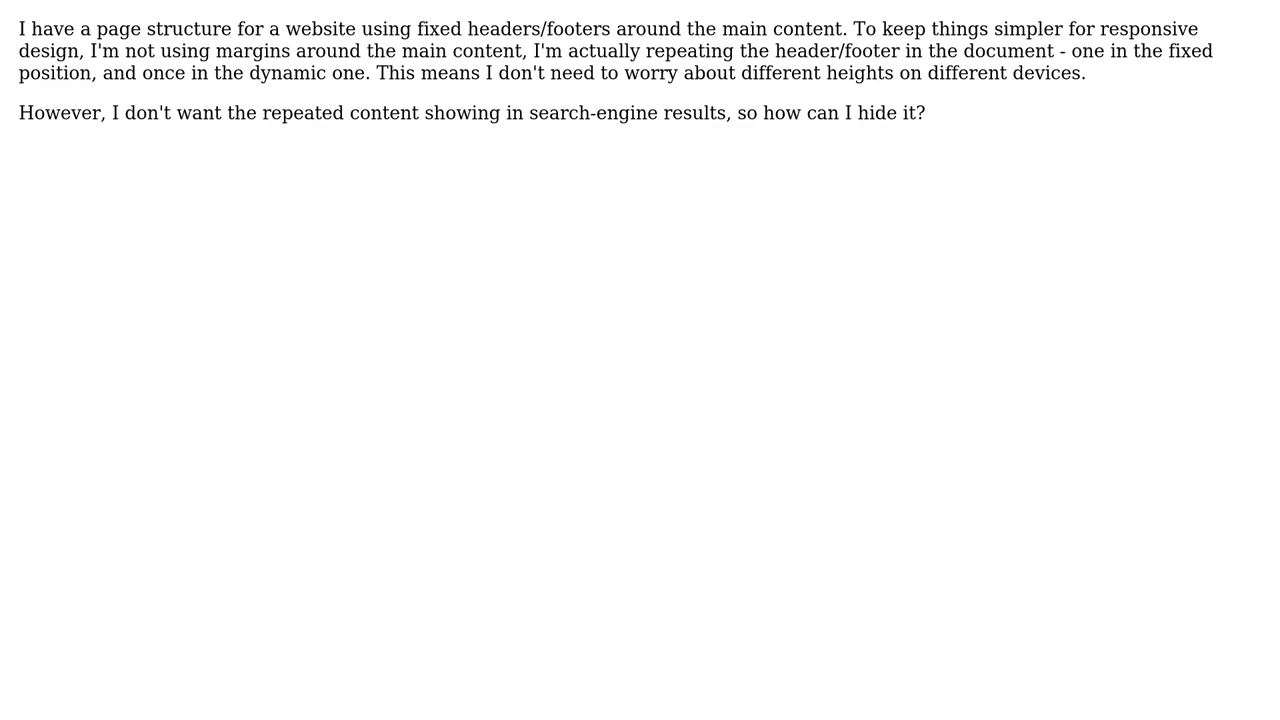 I have a page structure for a website using fixed headers/footers around the main content. To keep things simpler for responsive
design, I'm not using margins around the main content, I'm actually repeating the header/footer in the document - one in the fixed
position, and once in the dynamic one. This means I don't need to worry about different heights on different devices.
However, I don't want the repeated content showing in search-engine results, so how can I hide it?